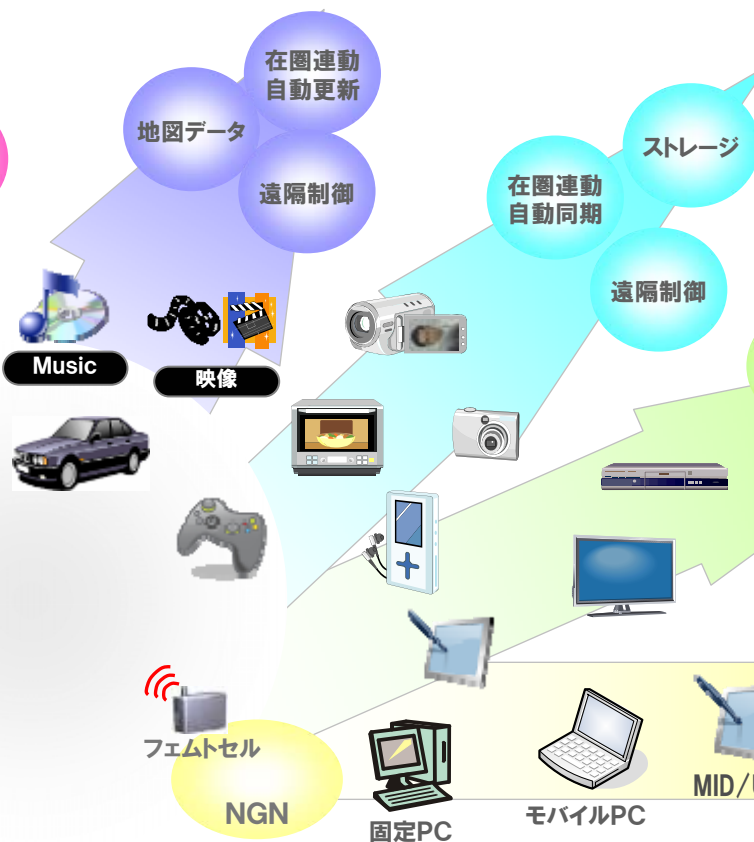 在圏連動
自動更新
地図データ
遠隔制御
ストレージ
在圏連動
自動同期
遠隔制御
Music
映像
フェムトセル
NGN
固定PC
モバイルPC
MID/